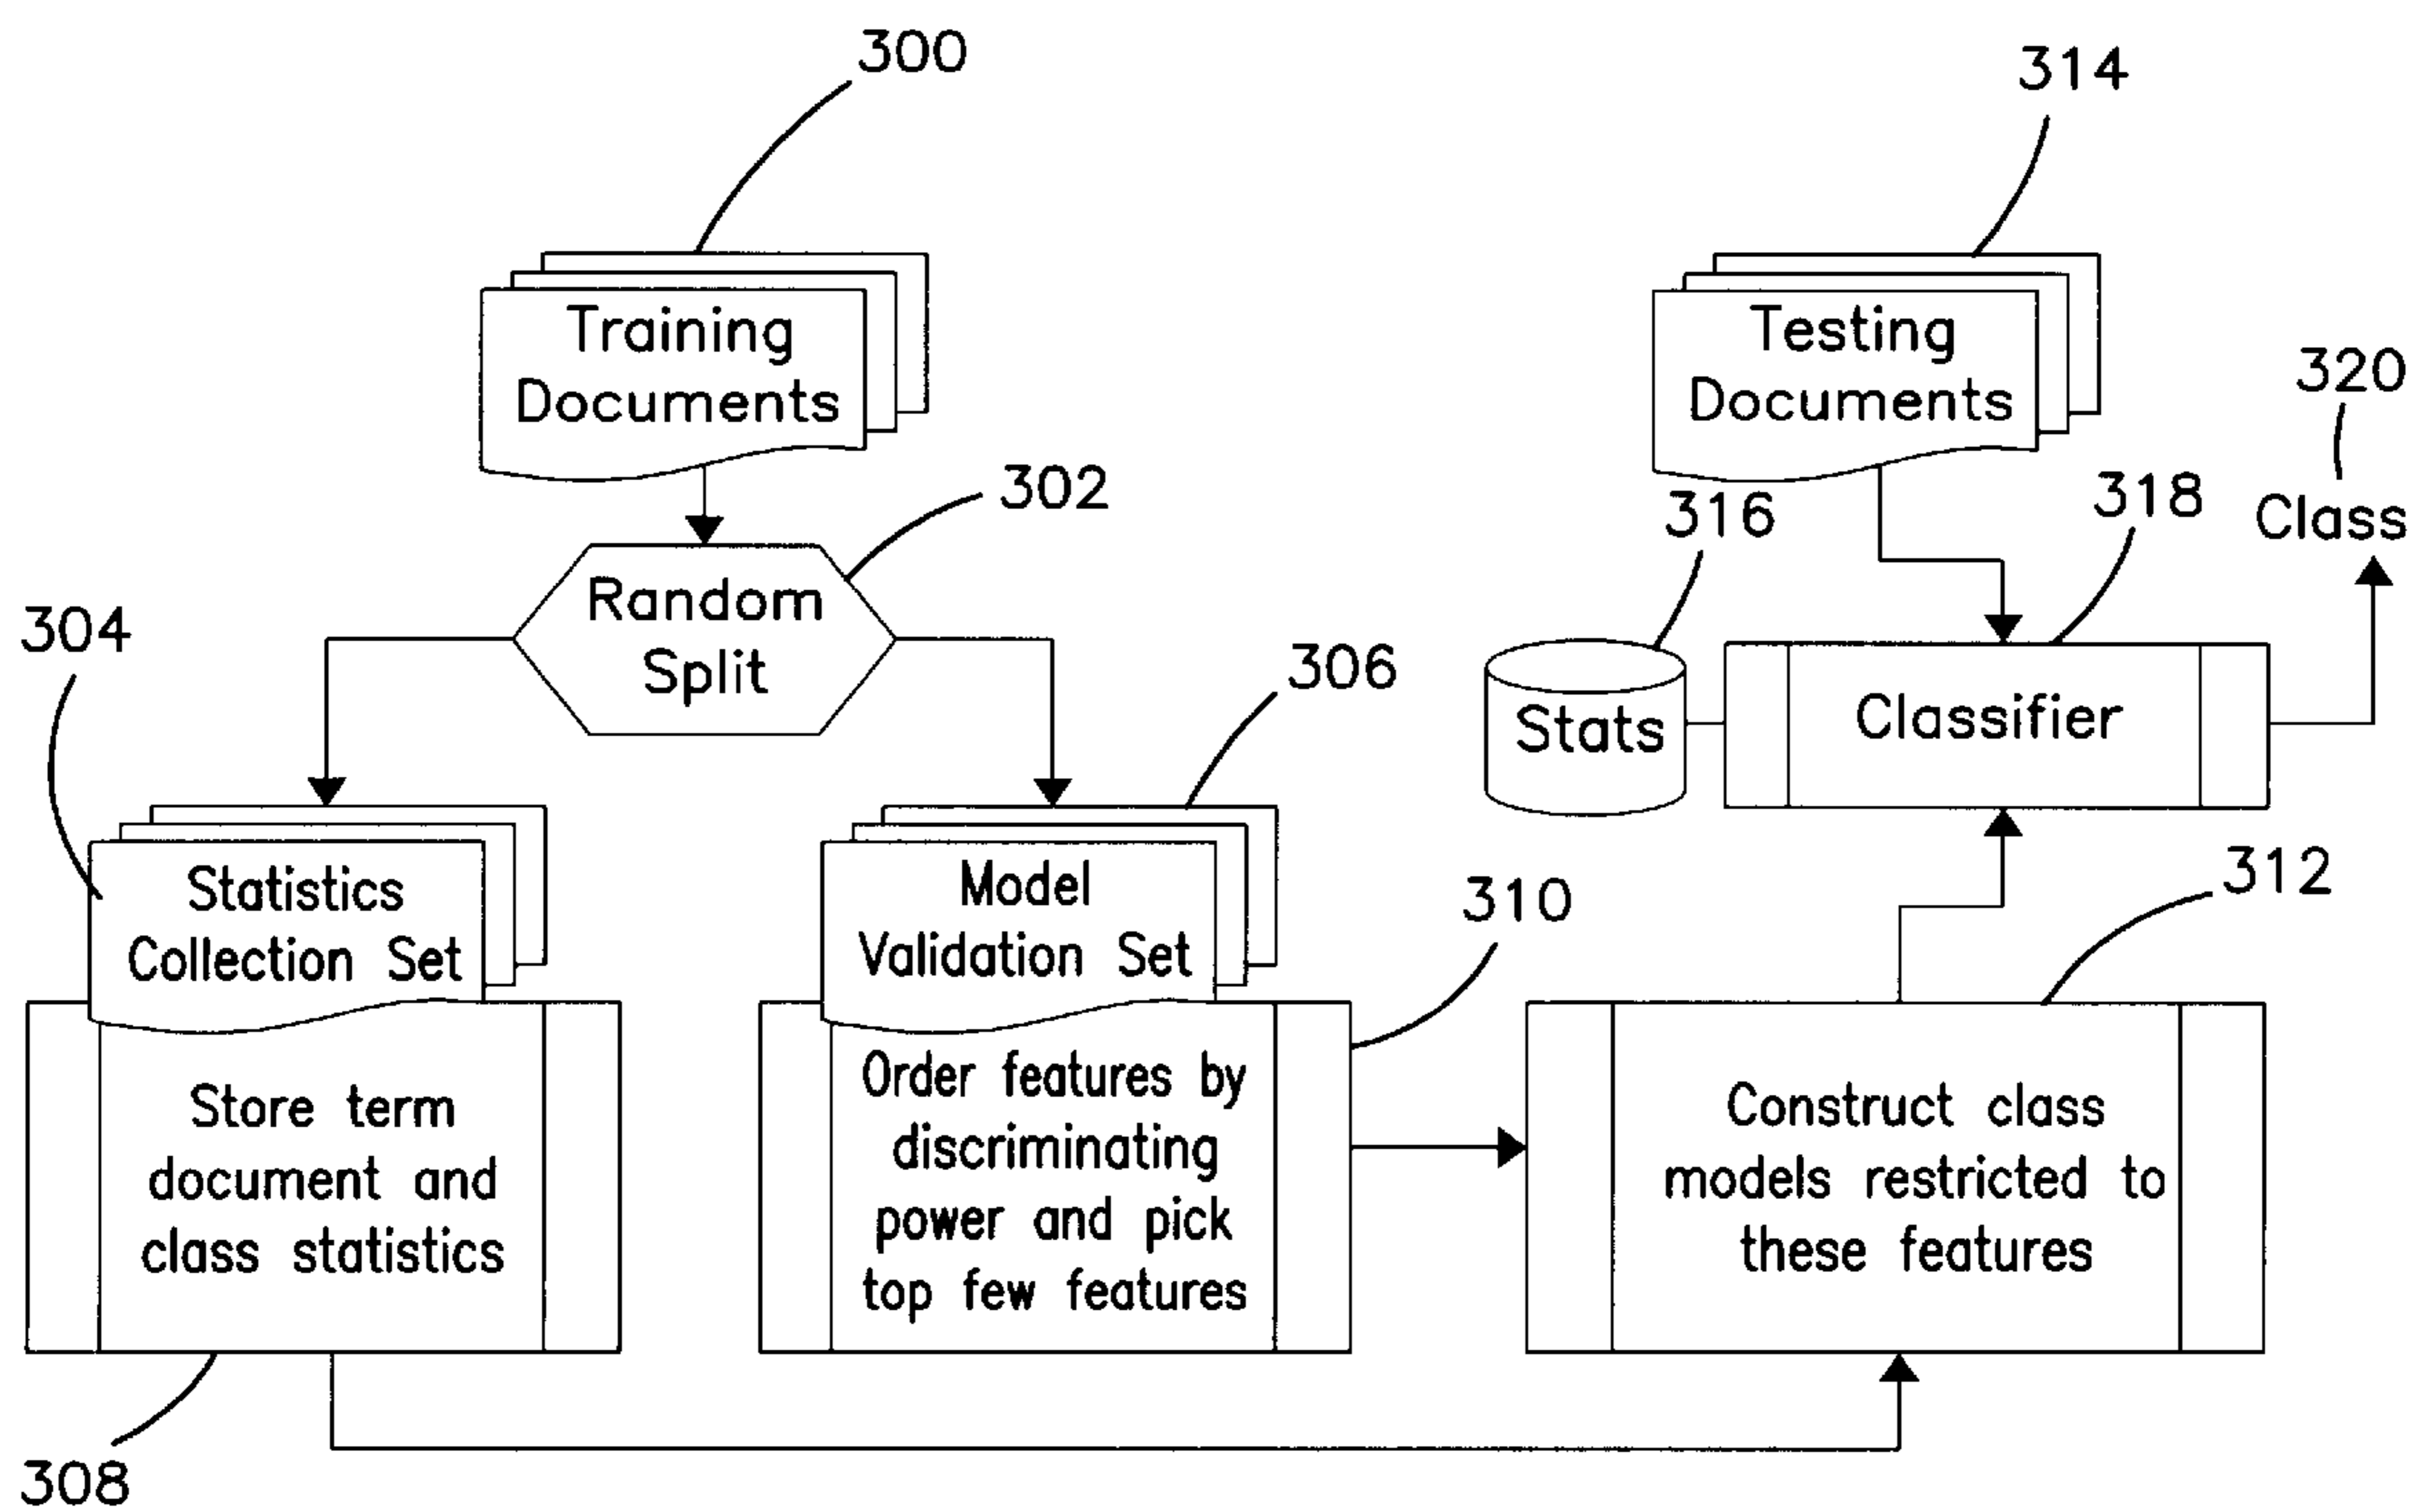 300
Training
Documents
302
Random
Split
304
Statistics
Collection Set
Store term
document and
class statistics
308
306
Model
Validation Set
Order features by
discriminating
power and pick
top few features
310
312
Construct class
models restricted to
these features
314
Testing
Documents
316
Stats
318
Classifier
320
Class